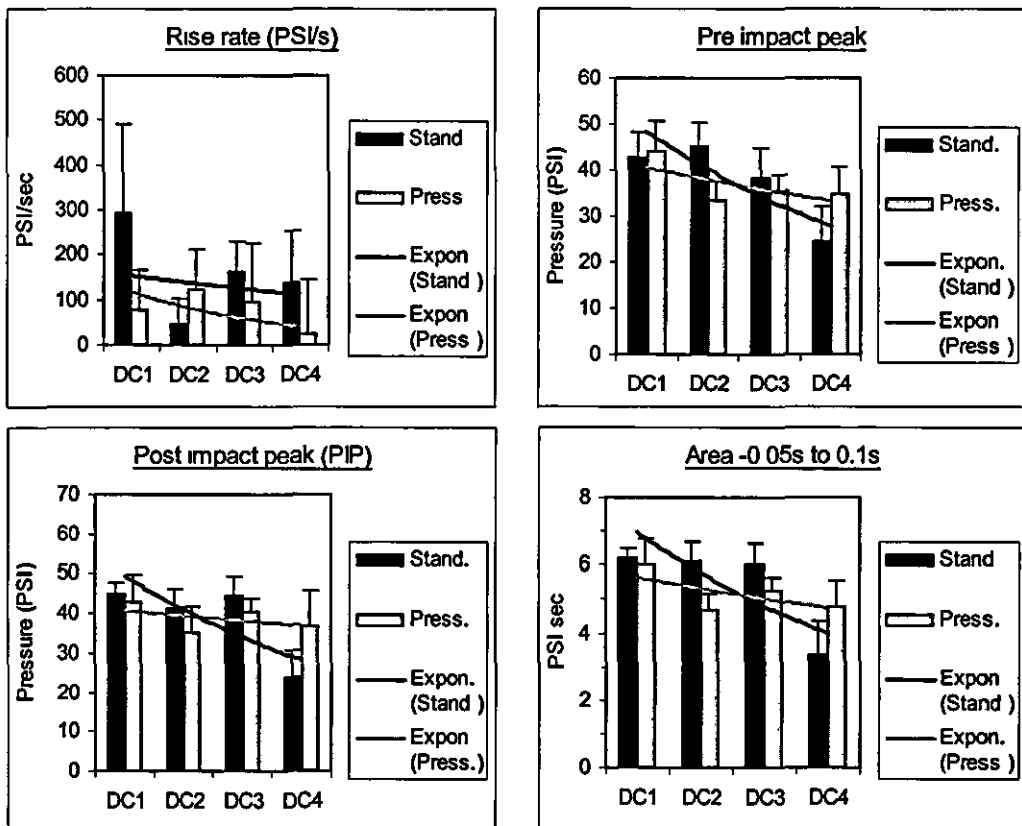 Rise rate (PSI/s)
600
500
400
300
200
100
0
PSI/sec
DC1 DC2 DC3 DC4
Stand
Press
Expon
(Stand )
Expon
(Press )
Pre impact peak
60
50
40
30
20
10
0
Pressure (PSI)
DC1 DC2 DC3 DC4
Stand.
Press.
Expon.
(Stand )
Expon
(Press )
Post impact peak (PIP)
70
60
50
40
30
20
10
0
Pressure (PSI)
DC1 DC2 DC3 DC4
Stand.
Press.
Expon.
(Stand )
Expon
(Press.)
Area -0 05s to 0.1s
8
6
4
2
0
PSI sec
DC1 DC2 DC3 DC4
Stand
Press.
Expon
(Stand )
Expon.
(Press )